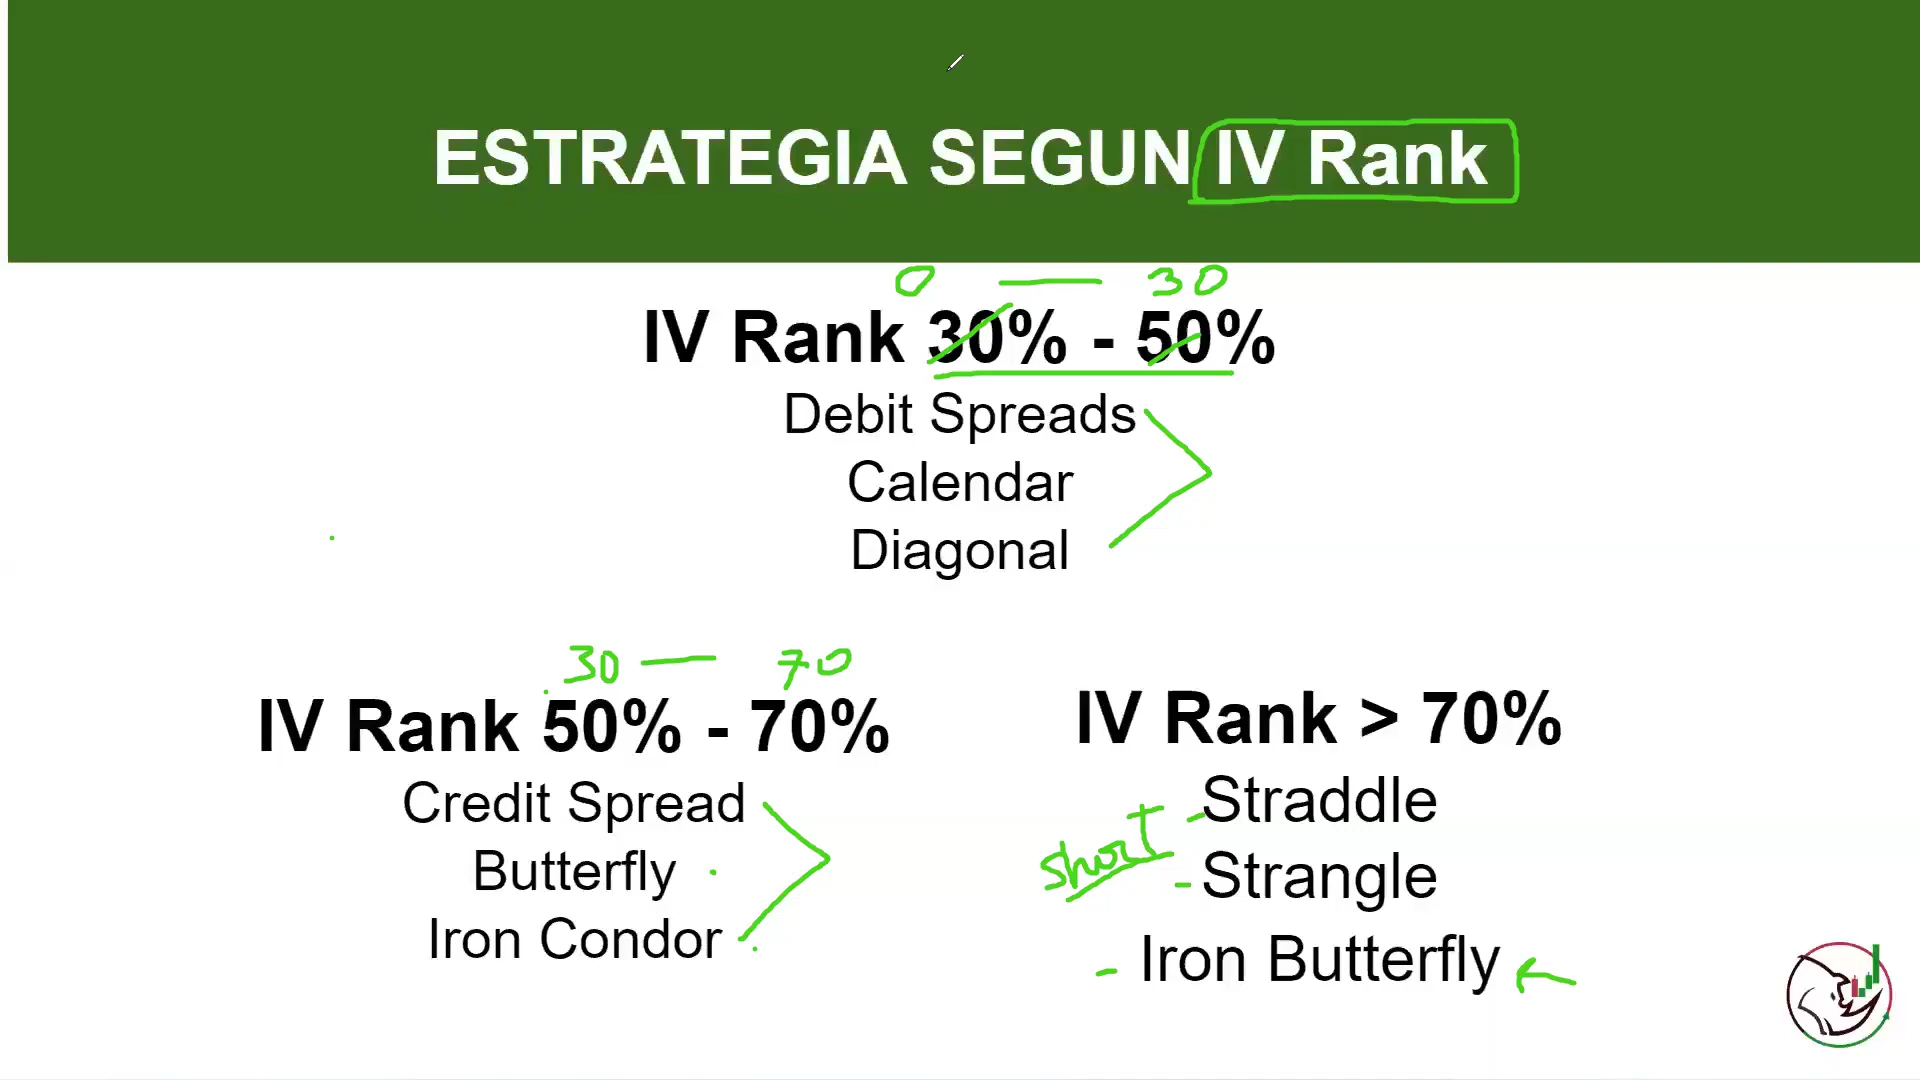 ESTRATEGIA SEGUN IV Rank
0 — 30
IV Rank 30% - 50%
Debit Spreads
Calendar
Diagonal
30 — 70
IV Rank 50% - 70%
Credit Spread
Butterfly
Iron Condor
IV Rank > 70%
- Straddle
short
- Strangle
- Iron Butterfly